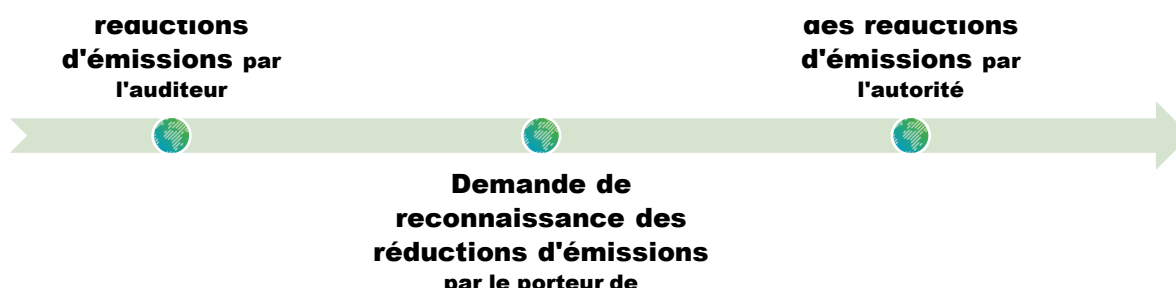 réductions
d'émissions par
l'auditeur
Demande de
reconnaissance des
réductions d'émissions
par le porteur de
des réductions
d'émissions par
l'autorité